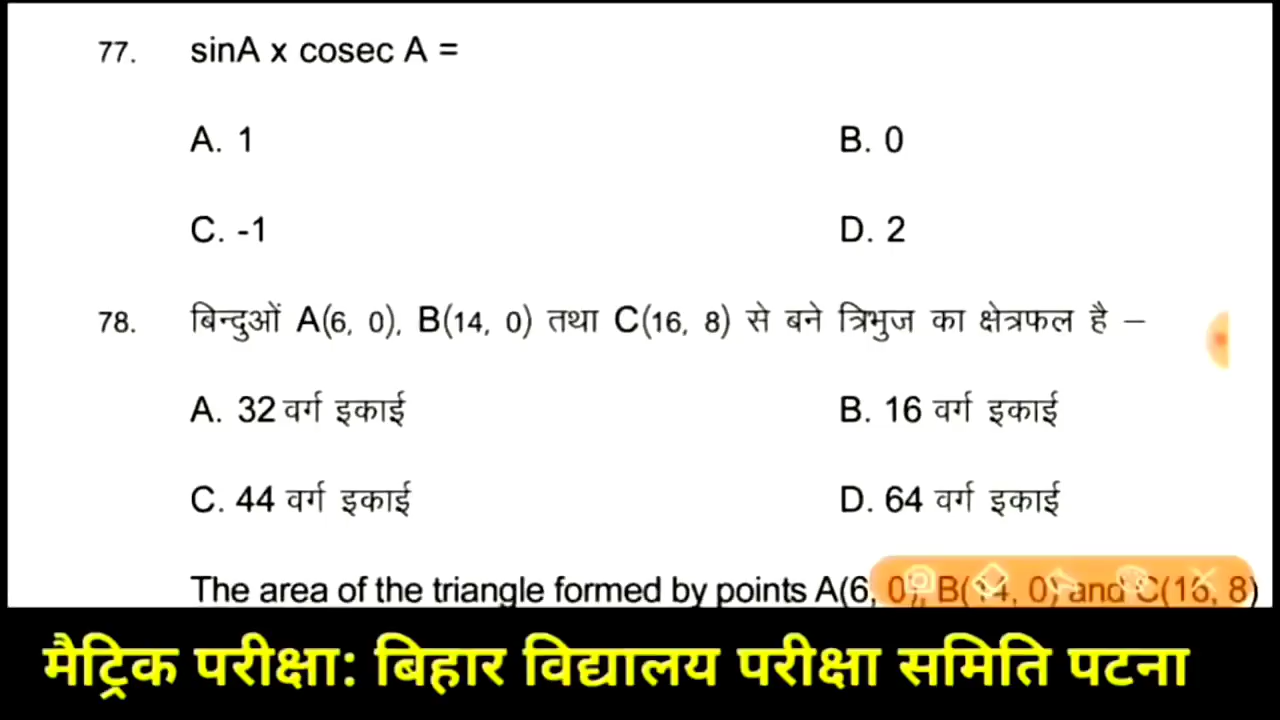 77. sinA x cosec A =
A. 1 B. 0
C. -1 D. 2
78. बिन्दुओं A(6, 0), B(14, 0) तथा C(16, 8) से बने त्रिभुज का क्षेत्रफल है –
A. 32 वर्ग इकाई B. 16 वर्ग इकाई
C. 44 वर्ग इकाई D. 64 वर्ग इकाई
The area of the triangle formed by points A(6, 0), B(14, 0) and C(16, 8)
मैट्रिक परीक्षा: बिहार विद्यालय परीक्षा समिति पटना